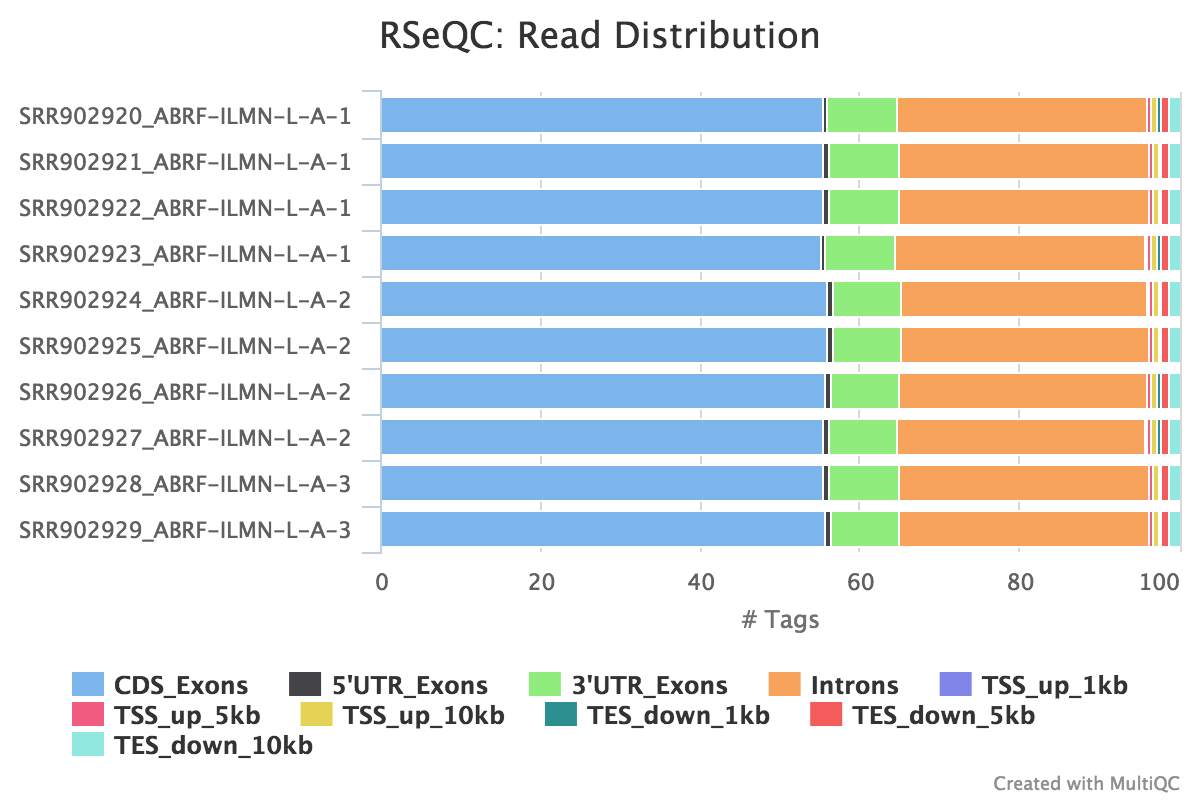 RSeQC: Read Distribution
SRR902920_ABRF-ILMN-L-A-1
SRR902921_ABRF-ILMN-L-A-1
SRR902922_ABRF-ILMN-L-A-1
SRR902923_ABRF-ILMN-L-A-1
SRR902924_ABRF-ILMN-L-A-2
SRR902925_ABRF-ILMN-L-A-2
SRR902926_ABRF-ILMN-L-A-2
SRR902927_ABRF-ILMN-L-A-2
SRR902928_ABRF-ILMN-L-A-3
SRR902929_ABRF-ILMN-L-A-3
0 20 40 60 80 100
# Tags
CDS_Exons 5'UTR_Exons 3'UTR_Exons Introns TSS_up_1kb
TSS_up_5kb TSS_up_10kb TES_down_1kb TES_down_5kb
TES_down_10kb
Created with MultiQC